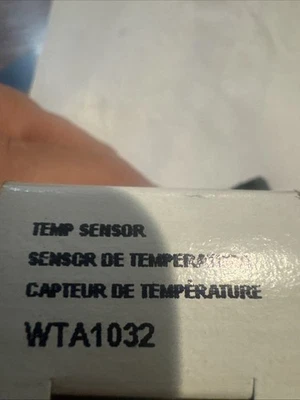 TEMP SENSOR
SENSOR DE TEMPERATURA
CAPTEUR DE TEMPÉRATURE
WTA1032